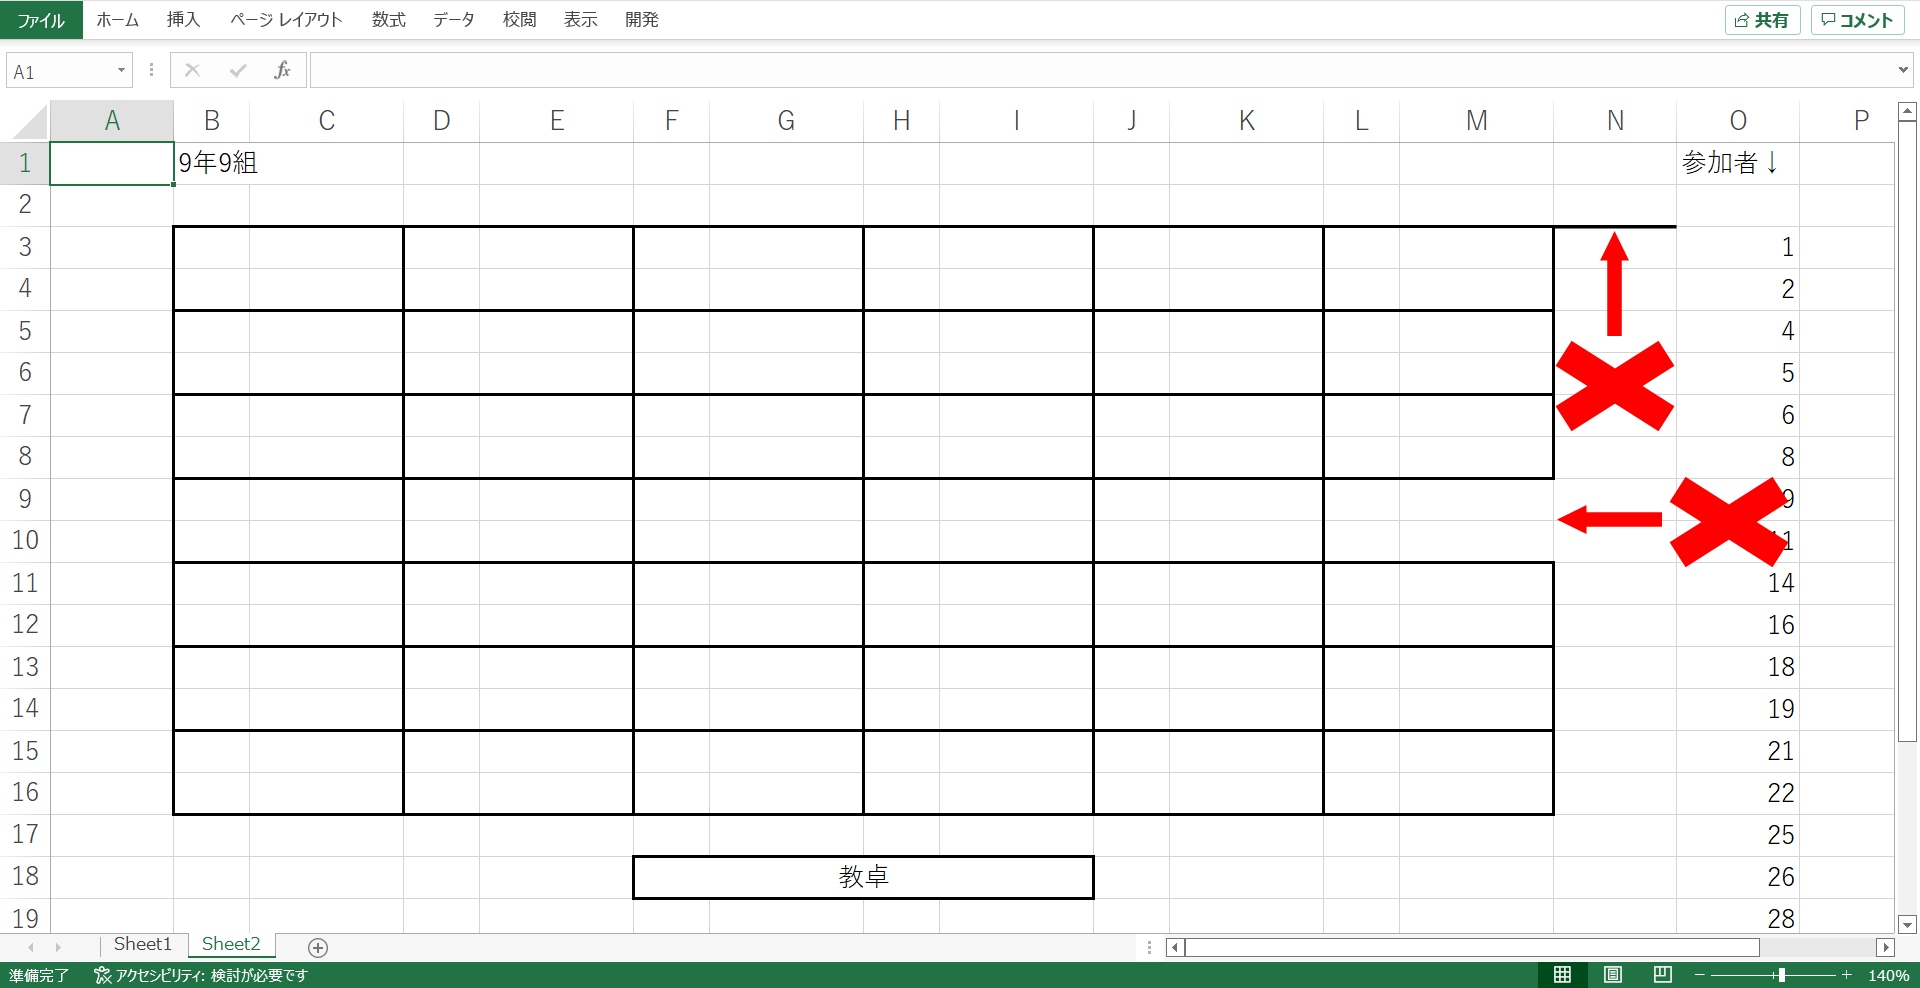 ファイル ホーム 挿入 ページ レイアウト 数式 データ 校閲 表示 開発 共有 コメント
A1 fx
A B C D E F G H I J K L M N O P
1 9年9組 参加者↓
2
3 1
4 2
5 4
6 5
7 6
8 8
9 9
10
11 14
12 16
13 18
14 19
15 21
16 22
17 25
18 教卓 26
19 28
Sheet1 Sheet2
準備完了 アクセシビリティ: 検討が必要です 140%